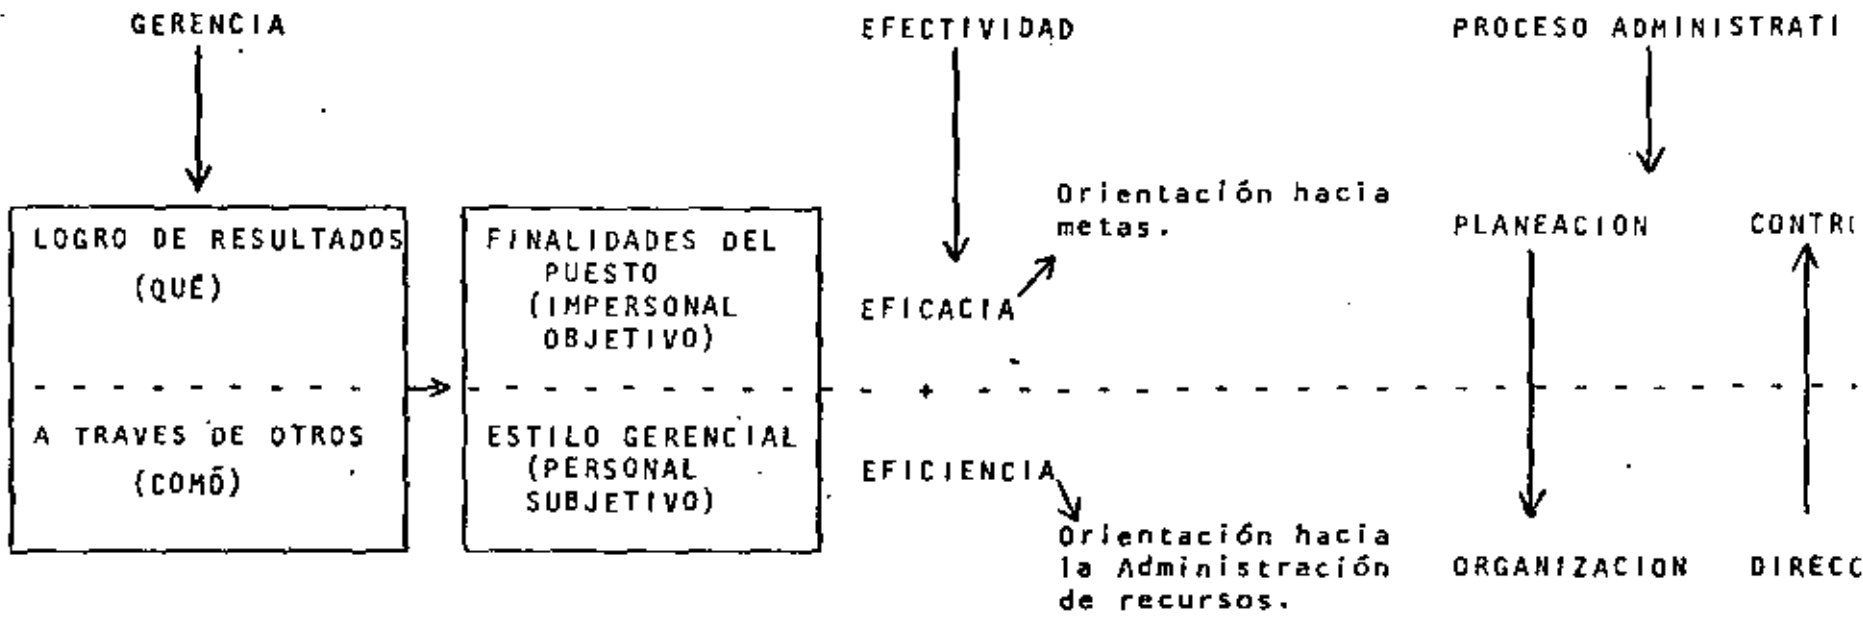 GERENCIA
EFECTIVIDAD
PROCESO ADMINISTRATI
LOGRO DE RESULTADOS
(QUÉ)
FINALIDADES DEL
PUESTO
(IMPERSONAL
OBJETIVO)
EFICACIA
Orientación hacia
metas.
PLANEACION
CONTR
A TRAVES DE OTROS
(COMÓ)
ESTILO GERENCIAL
(PERSONAL
SUBJETIVO)
EFICIENCIA
Orientación hacia
la Administración
de recursos.
ORGANIZACION
DIRECC